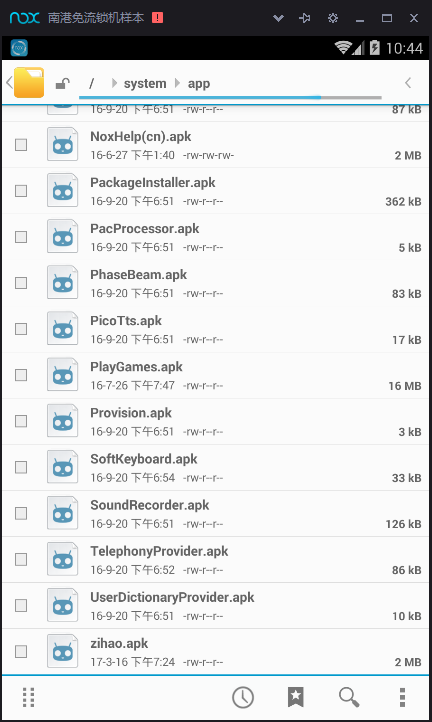 nox 南港免流锁机样本 !
10:44
/ system app
16-9-20 下午6:51 -rw-r--r-- 87 kB
NoxHelp(cn).apk
16-6-27 下午1:40 -rw-rw-rw- 2 MB
PackageInstaller.apk
16-9-20 下午6:51 -rw-r--r-- 362 kB
PacProcessor.apk
16-9-20 下午6:51 -rw-r--r-- 5 kB
PhaseBeam.apk
16-9-20 下午6:51 -rw-r--r-- 83 kB
PicoTts.apk
16-9-20 下午6:51 -rw-r--r-- 17 kB
PlayGames.apk
16-7-26 下午7:47 -rw-r--r-- 16 MB
Provision.apk
16-9-20 下午6:51 -rw-r--r-- 3 kB
SoftKeyboard.apk
16-9-20 下午6:54 -rw-r--r-- 33 kB
SoundRecorder.apk
16-9-20 下午6:51 -rw-r--r-- 126 kB
TelephonyProvider.apk
16-9-20 下午6:52 -rw-r--r-- 86 kB
UserDictionaryProvider.apk
16-9-20 下午6:51 -rw-r--r-- 10 kB
zihao.apk
17-3-16 下午7:24 -rw-r--r-- 2 MB